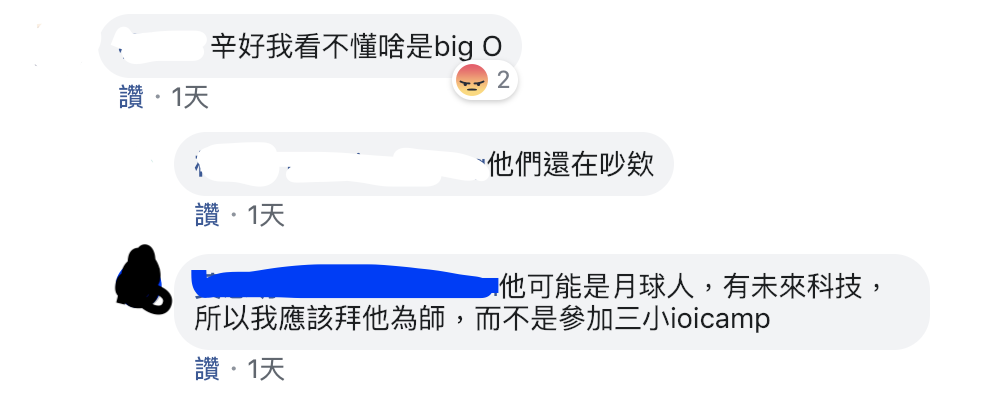 辛好我看不懂啥是big O
2
讚 · 1天
他們還在吵欸
讚 · 1天
他可能是月球人，有未來科技，
所以我應該拜他為師，而不是參加三小ioicamp
讚 · 1天